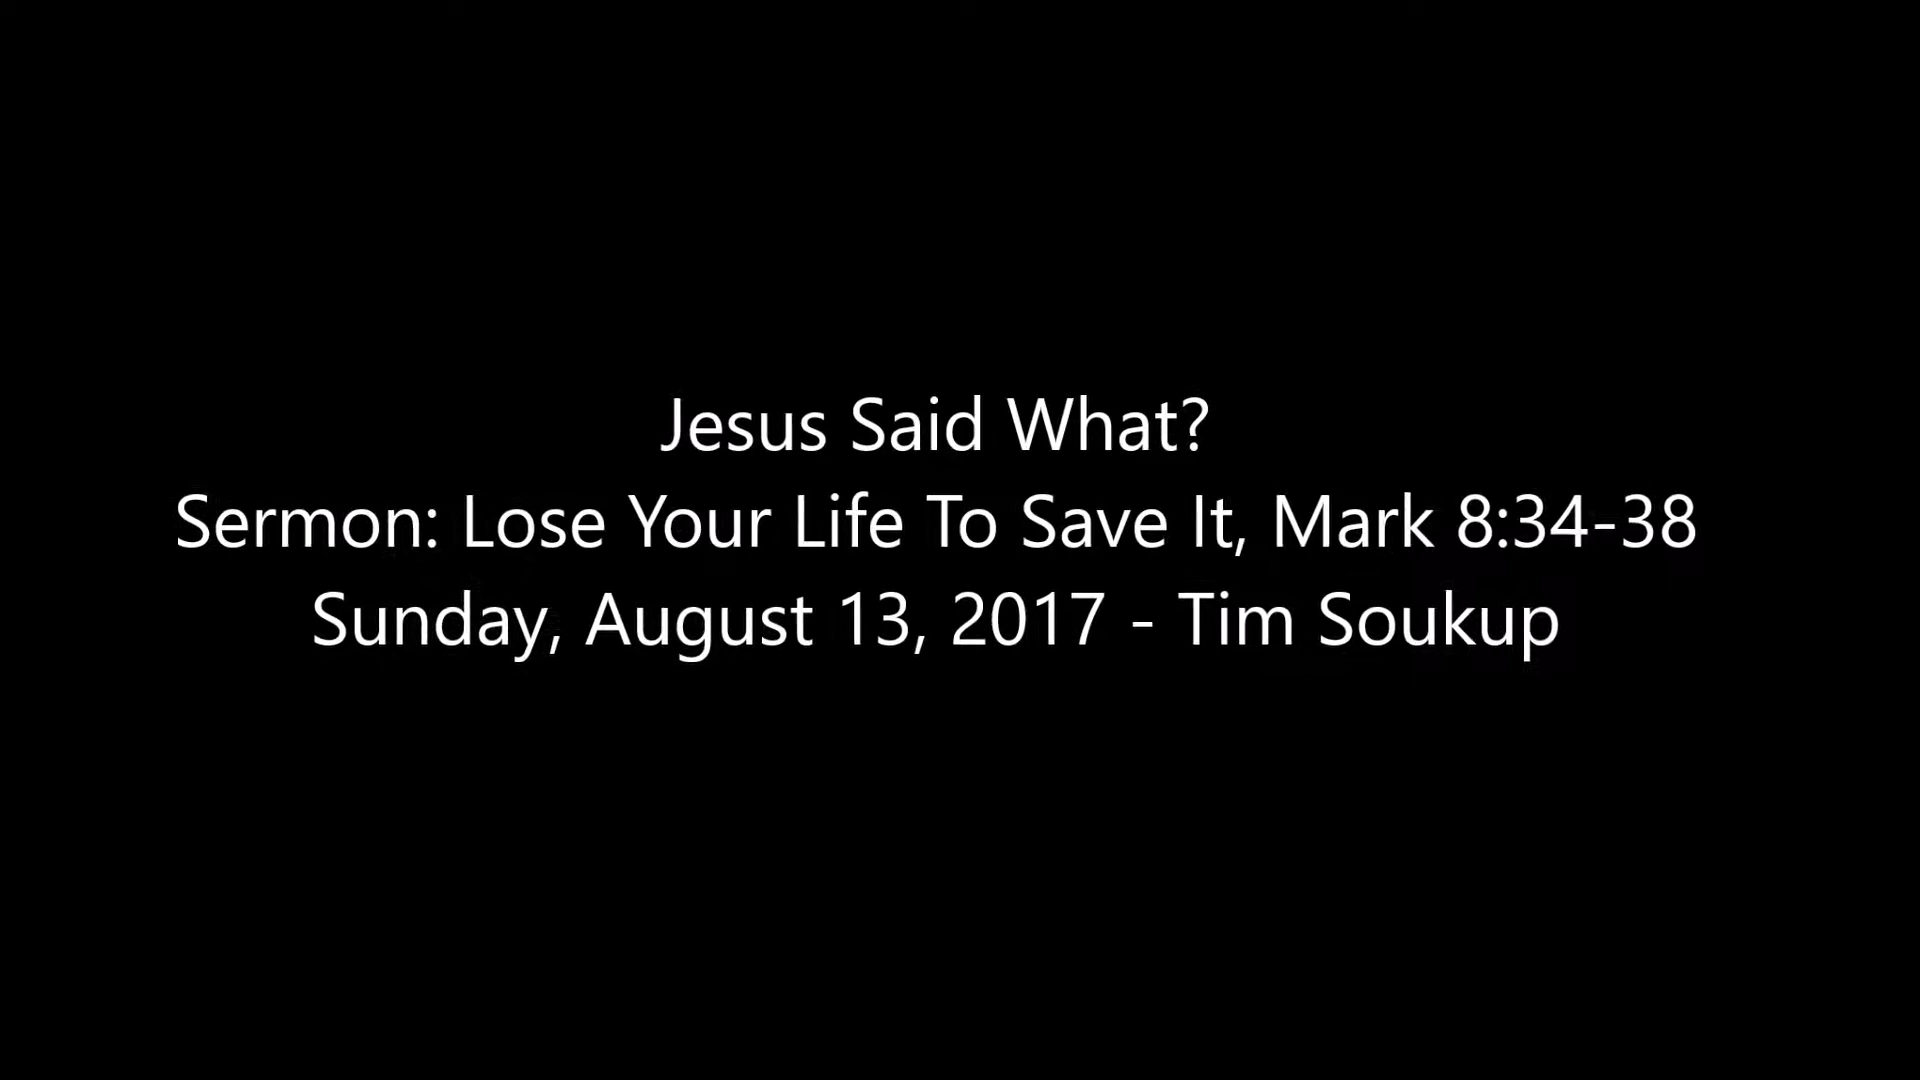 Jesus Said What?
Sermon: Lose Your Life To Save It, Mark 8:34-38
Sunday, August 13, 2017 - Tim Soukup